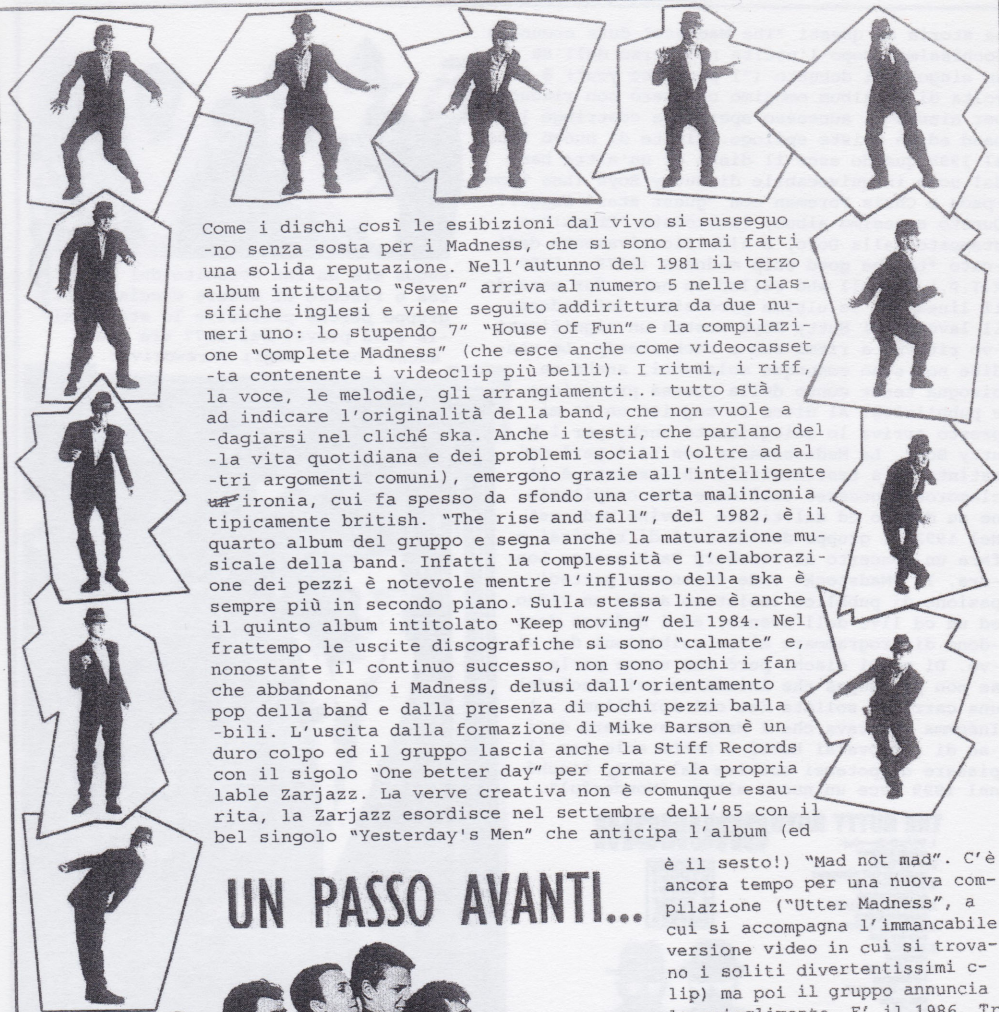 Come i dischi così le esibizioni dal vivo si susseguo
-no senza sosta per i Madness, che si sono ormai fatti
una solida reputazione. Nell'autunno del 1981 il terzo
album intitolato "Seven" arriva al numero 5 nelle clas-
sifiche inglesi e viene seguito addirittura da due nu-
meri uno: lo stupendo 7" "House of Fun" e la compilazi-
one "Complete Madness" (che esce anche come videocasset
-ta contenente i videoclip più belli). I ritmi, i riff,
la voce, le melodie, gli arrangiamenti... tutto stà
ad indicare l'originalità della band, che non vuole a
-dagiarsi nel cliché ska. Anche i testi, che parlano del
-la vita quotidiana e dei problemi sociali (oltre ad al
-tri argomenti comuni), emergono grazie all'intelligente
un' ironia, cui fa spesso da sfondo una certa malinconia
tipicamente british. "The rise and fall", del 1982, è il
quarto album del gruppo e segna anche la maturazione mu-
sicale della band. Infatti la complessità e l'elaborazi-
one dei pezzi è notevole mentre l'influsso della ska è
sempre più in secondo piano. Sulla stessa line è anche
il quinto album intitolato "Keep moving" del 1984. Nel
frattempo le uscite discografiche si sono "calmate" e,
nonostante il continuo successo, non sono pochi i fan
che abbandonano i Madness, delusi dall'orientamento
pop della band e dalla presenza di pochi pezzi balla
-bili. L'uscita dalla formazione di Mike Barson è un
duro colpo ed il gruppo lascia anche la Stiff Records
con il sigolo "One better day" per formare la propria
lable Zarjazz. La verve creativa non è comunque esau-
rita, la Zarjazz esordisce nel settembre dell'85 con il
bel singolo "Yesterday's Men" che anticipa l'album (ed
è il sesto!) "Mad not mad". C'è
ancora tempo per una nuova com-
pilazione ("Utter Madness", a
cui si accompagna l'immancabile
versione video in cui si trova-
no i soliti divertentissimi c-
lip) ma poi il gruppo annuncia
E' il 1986. Tr
UN PASSO AVANTI...